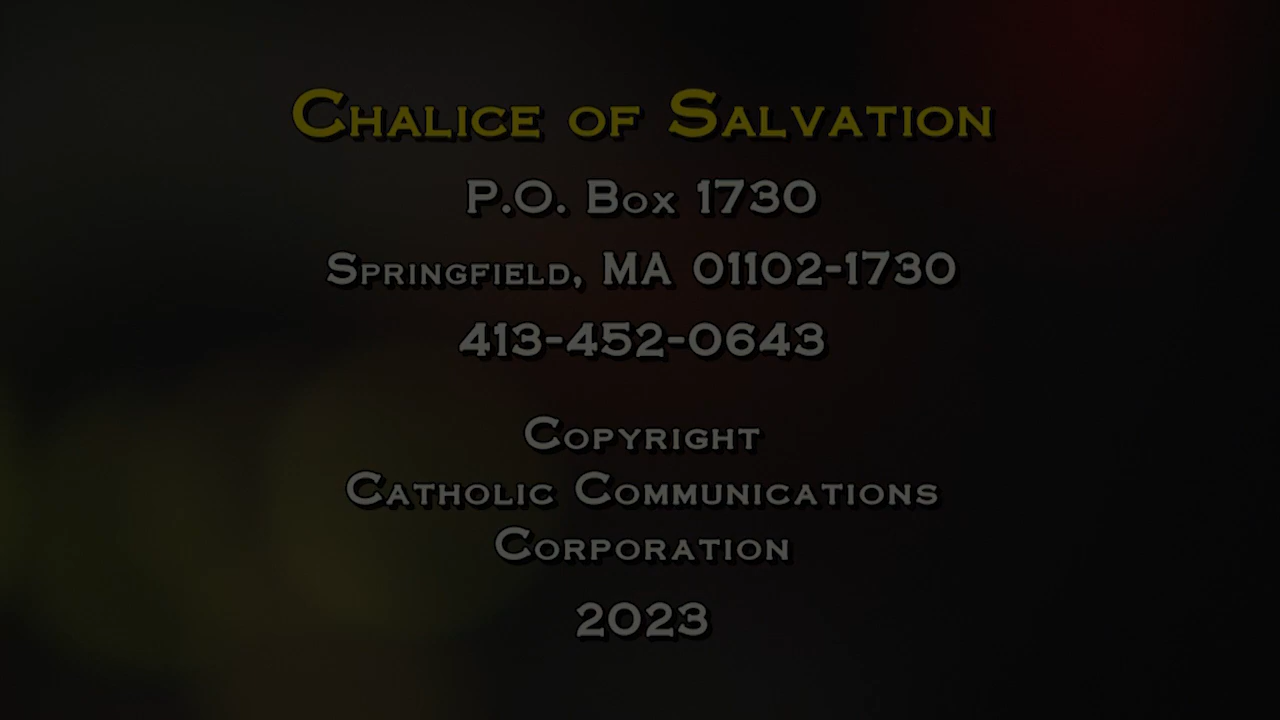 Chalice of Salvation
P.O. Box 1730
Springfield, MA 01102-1730
413-452-0643
Copyright
Catholic Communications
Corporation
2023